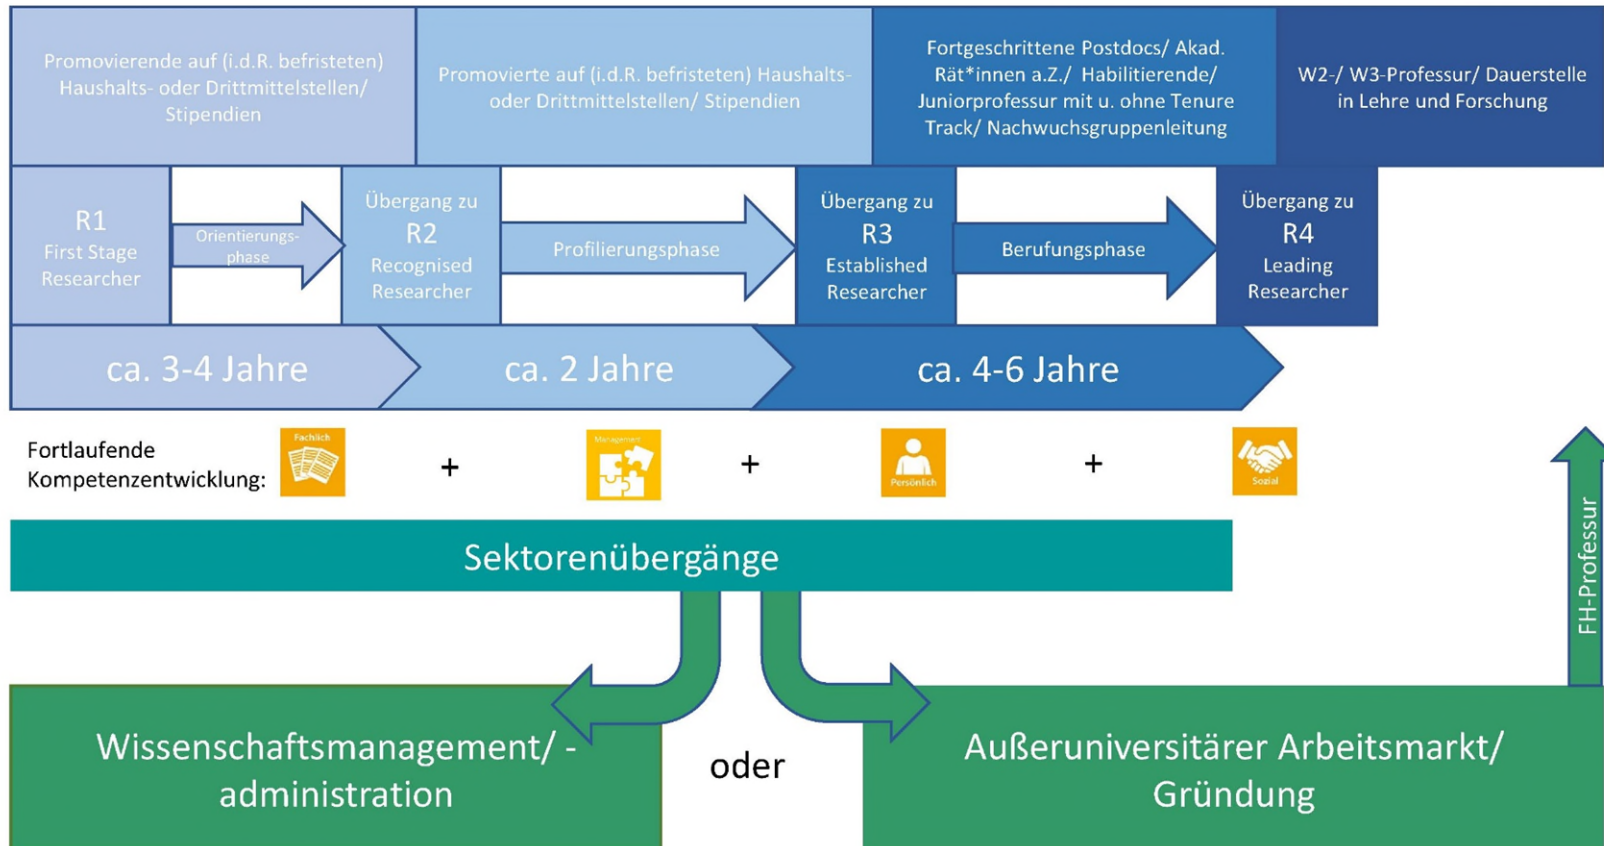 Promovierende auf (i.d.R. befristeten)
Haushalts- oder Drittmittelstellen/
Stipendien
Promovierte auf (i.d.R. befristeten) Haushalts-
oder Drittmittelstellen/ Stipendien
Fortgeschrittene Postdocs/ Akad.
Rät*innen a.Z./ Habilitierende/
Juniorprofessur mit u. ohne Tenure
Track/ Nachwuchsgruppenleitung
W2-/ W3-Professur/ Dauerstelle
in Lehre und Forschung
R1
First Stage
Researcher
Orientierungs-
phase
Übergang zu
R2
Recognised
Researcher
Profilierungsphase
Übergang zu
R3
Established
Researcher
Berufungsphase
Übergang zu
R4
Leading
Researcher
ca. 3-4 Jahre
ca. 2 Jahre
ca. 4-6 Jahre
Fortlaufende
Kompetenzentwicklung:
Fachlich
+
Management
+
Persönlich
+
Sozial
Sektorenübergänge
FH-Professur
Wissenschaftsmanagement/ -
administration
oder
Außeruniversitärer Arbeitsmarkt/
Gründung